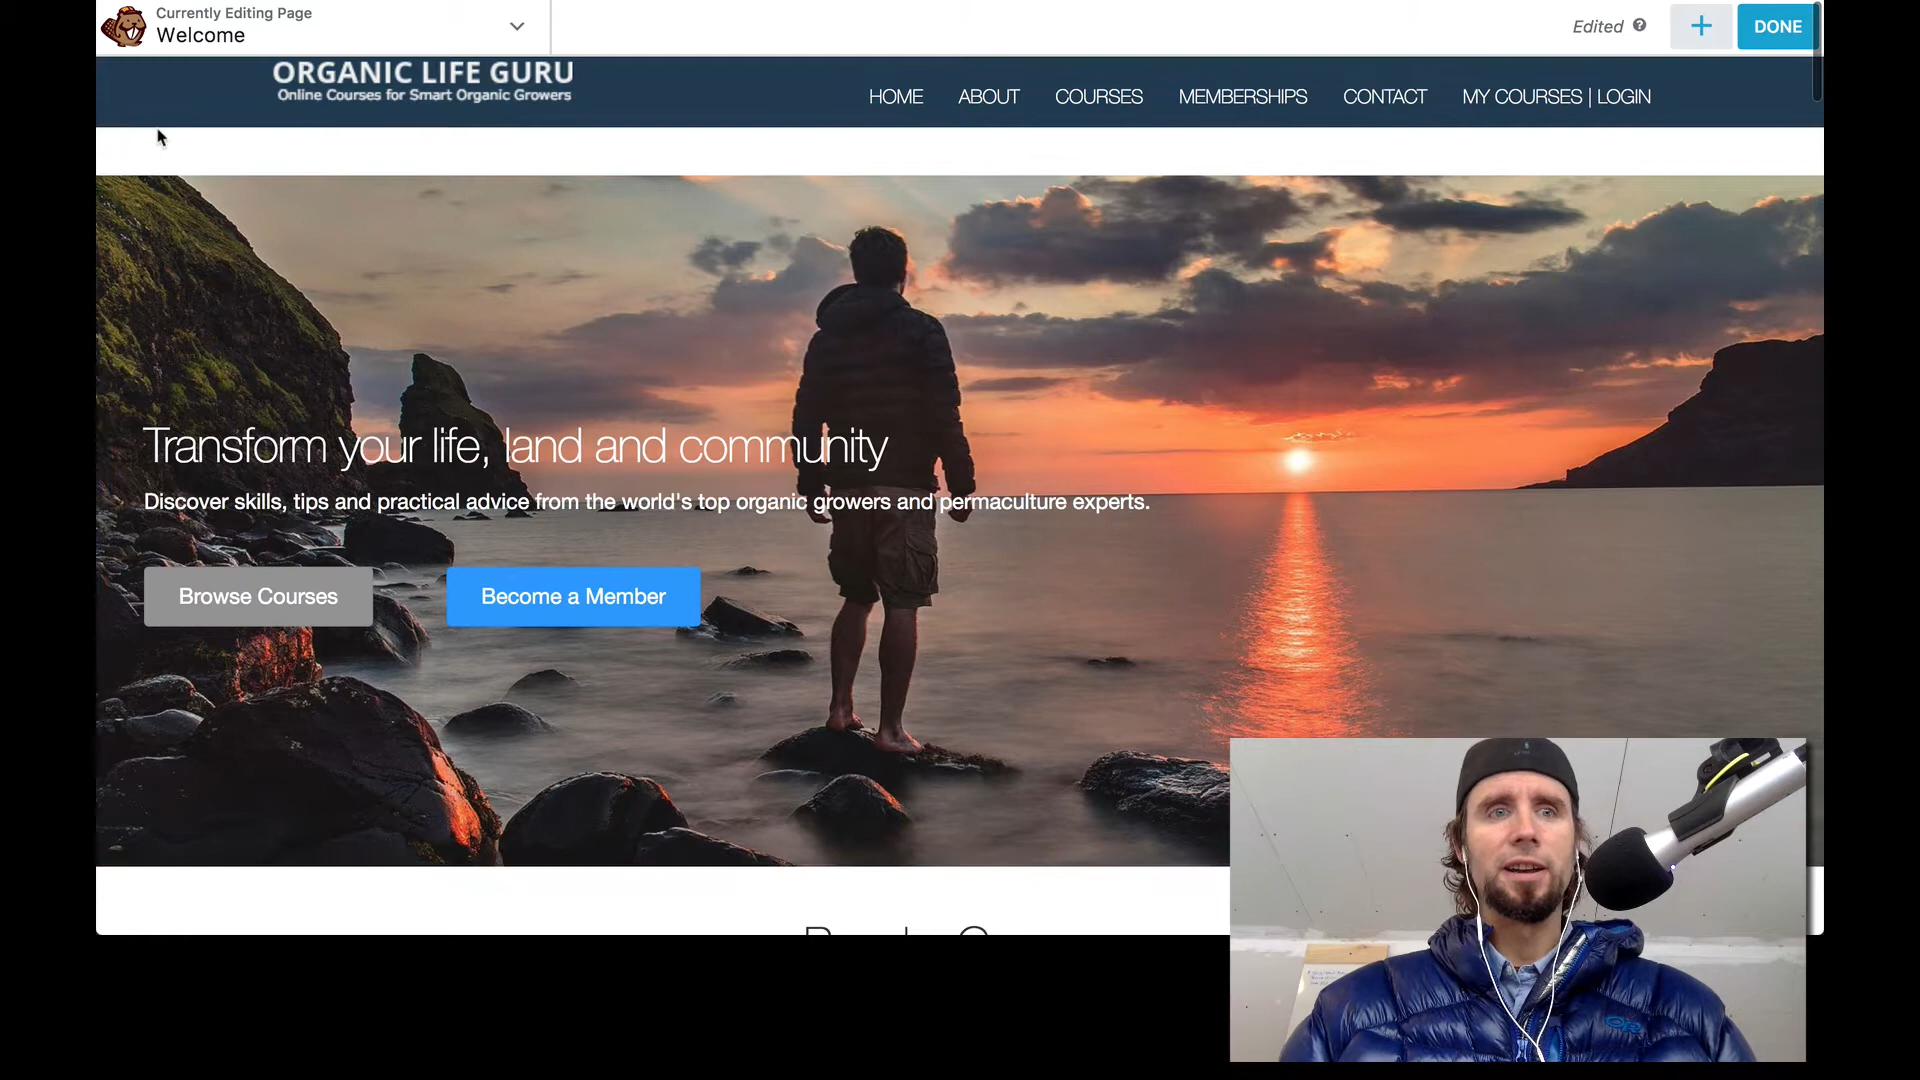 Currently Editing Page
Welcome
Edited
DONE
ORGANIC LIFE GURU
Online Courses for Smart Organic Growers
HOME ABOUT COURSES MEMBERSHIPS CONTACT MY COURSES | LOGIN
Transform your life, land and community
Discover skills, tips and practical advice from the world's top organic growers and permaculture experts.
Browse Courses Become a Member